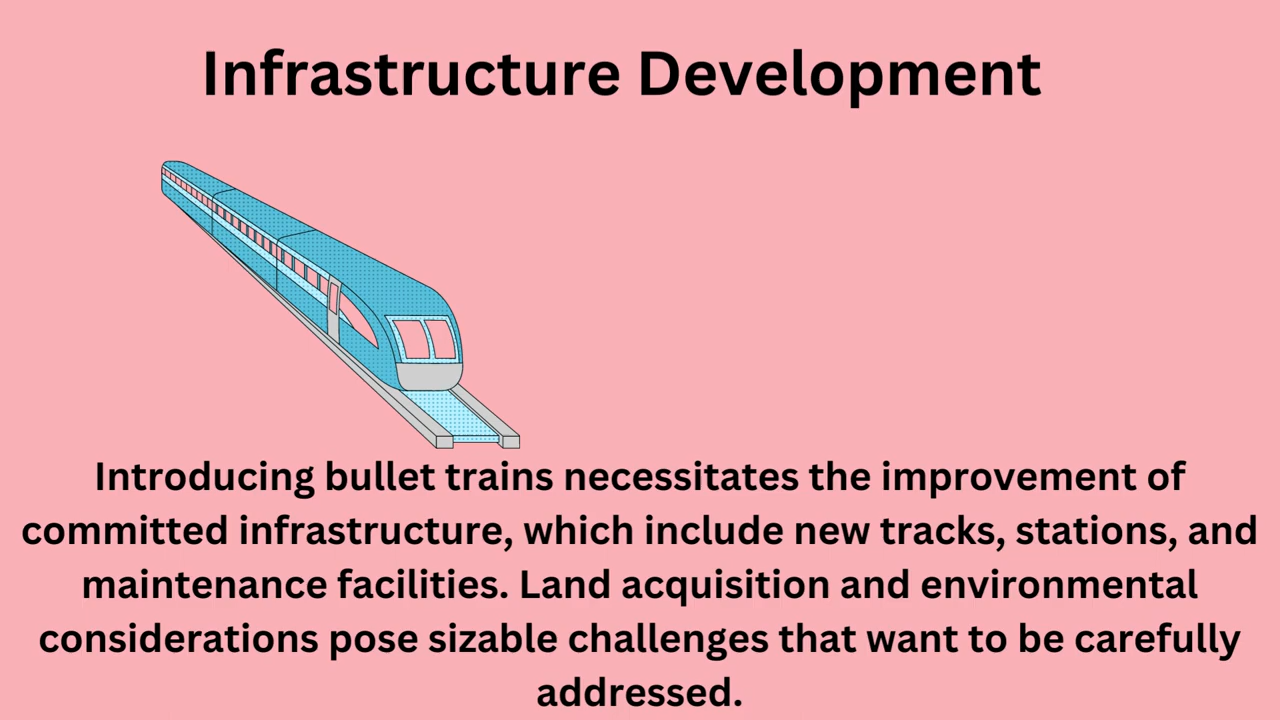 Infrastructure Development
Introducing bullet trains necessitates the improvement of
committed infrastructure, which include new tracks, stations, and
maintenance facilities. Land acquisition and environmental
considerations pose sizable challenges that want to be carefully
addressed.